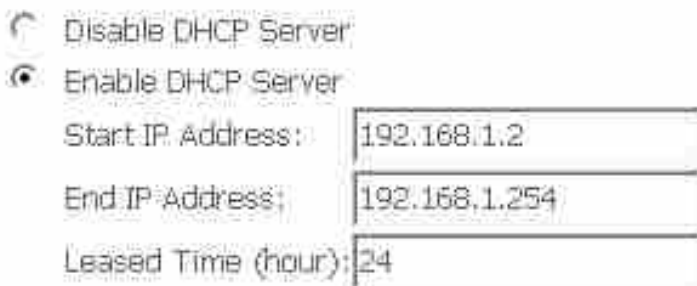 Disable DHCP Server
Enable DHCP Server
Start IP Address: 192.168.1.2
End IP Address: 192.168.1.254
Leased Time (hour): 24